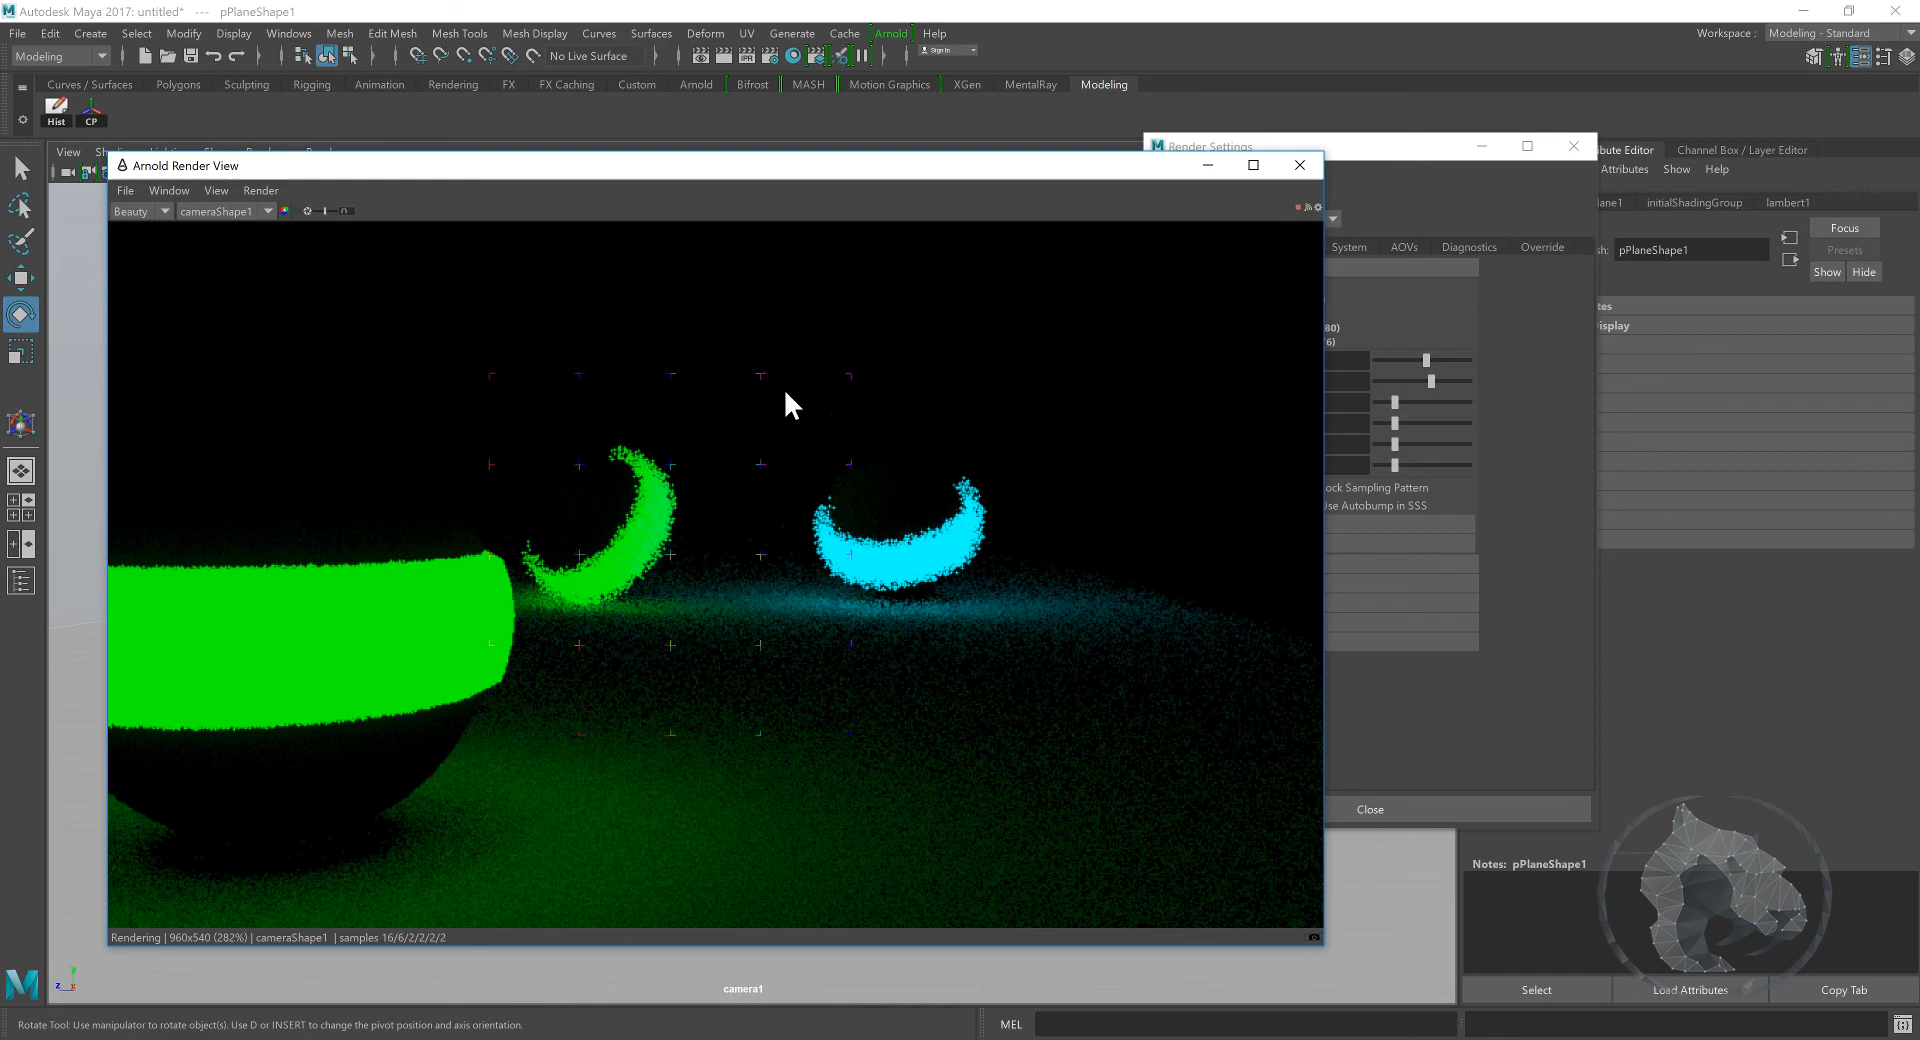 Autodesk Maya 2017: untitled* --- pPlaneShape1
File Edit Create Select Modify Display Windows Mesh Edit Mesh Mesh Tools Mesh Display Curves Surfaces Deform UV Generate Cache Arnold Help
Workspace : Modeling - Standard
Modeling
No Live Surface
Sign In
Curves / Surfaces Polygons Sculpting Rigging Animation Rendering FX FX Caching Custom Arnold Bifrost MASH Motion Graphics XGen MentalRay Modeling
Hist CP
View
Render Settings
Arnold Render View
File Window View Render
Beauty cameraShape1
System AOVs Diagnostics Override
80)
6)
ock Sampling Pattern
Use Autobump in SSS
Close
bute Editor Channel Box / Layer Editor
Attributes Show Help
lane1 initialShadingGroup lambert1
sh: pPlaneShape1
Focus
Presets
Show Hide
tes
isplay
Notes: pPlaneShape1
Rendering | 960x540 (282%) | cameraShape1 | samples 16/6/2/2/2/2
y
z x
camera1
Select Load Attributes Copy Tab
Rotate Tool: Use manipulator to rotate object(s). Use D or INSERT to change the pivot position and axis orientation.
MEL